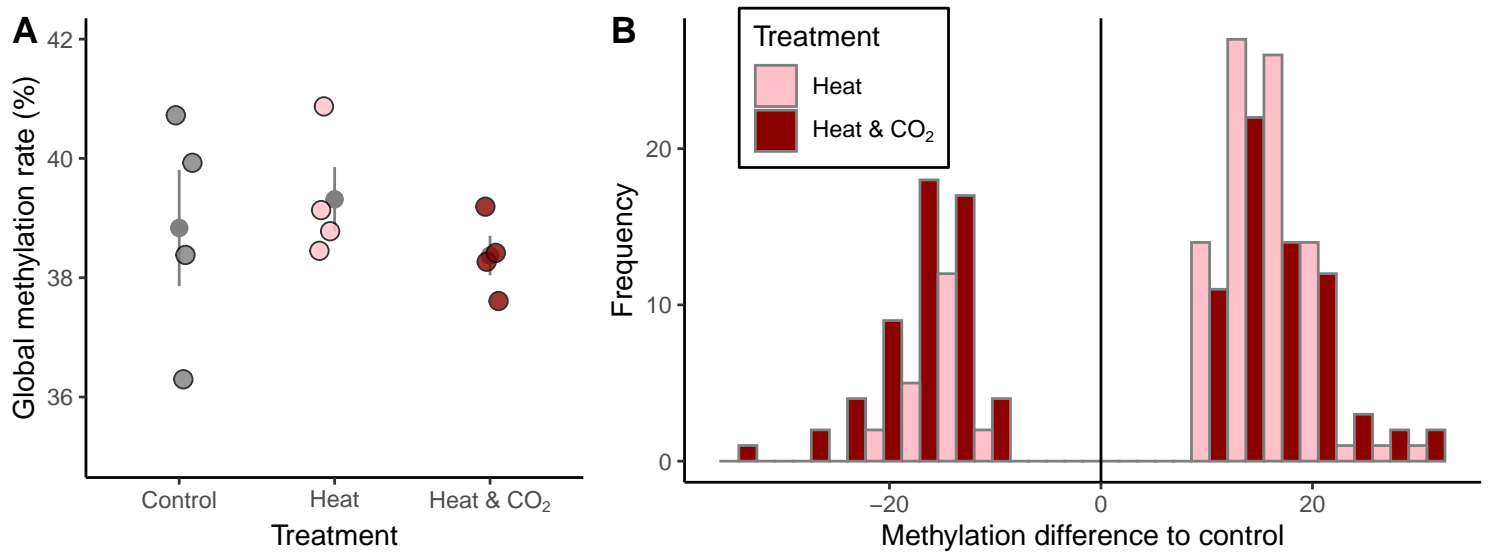 A
Global methylation rate (%)
42
40
38
36
Control
Heat
Heat & CO₂
Treatment
B
Treatment
Heat
Heat & CO₂
Frequency
20
10
0
−20
0
20
Methylation difference to control